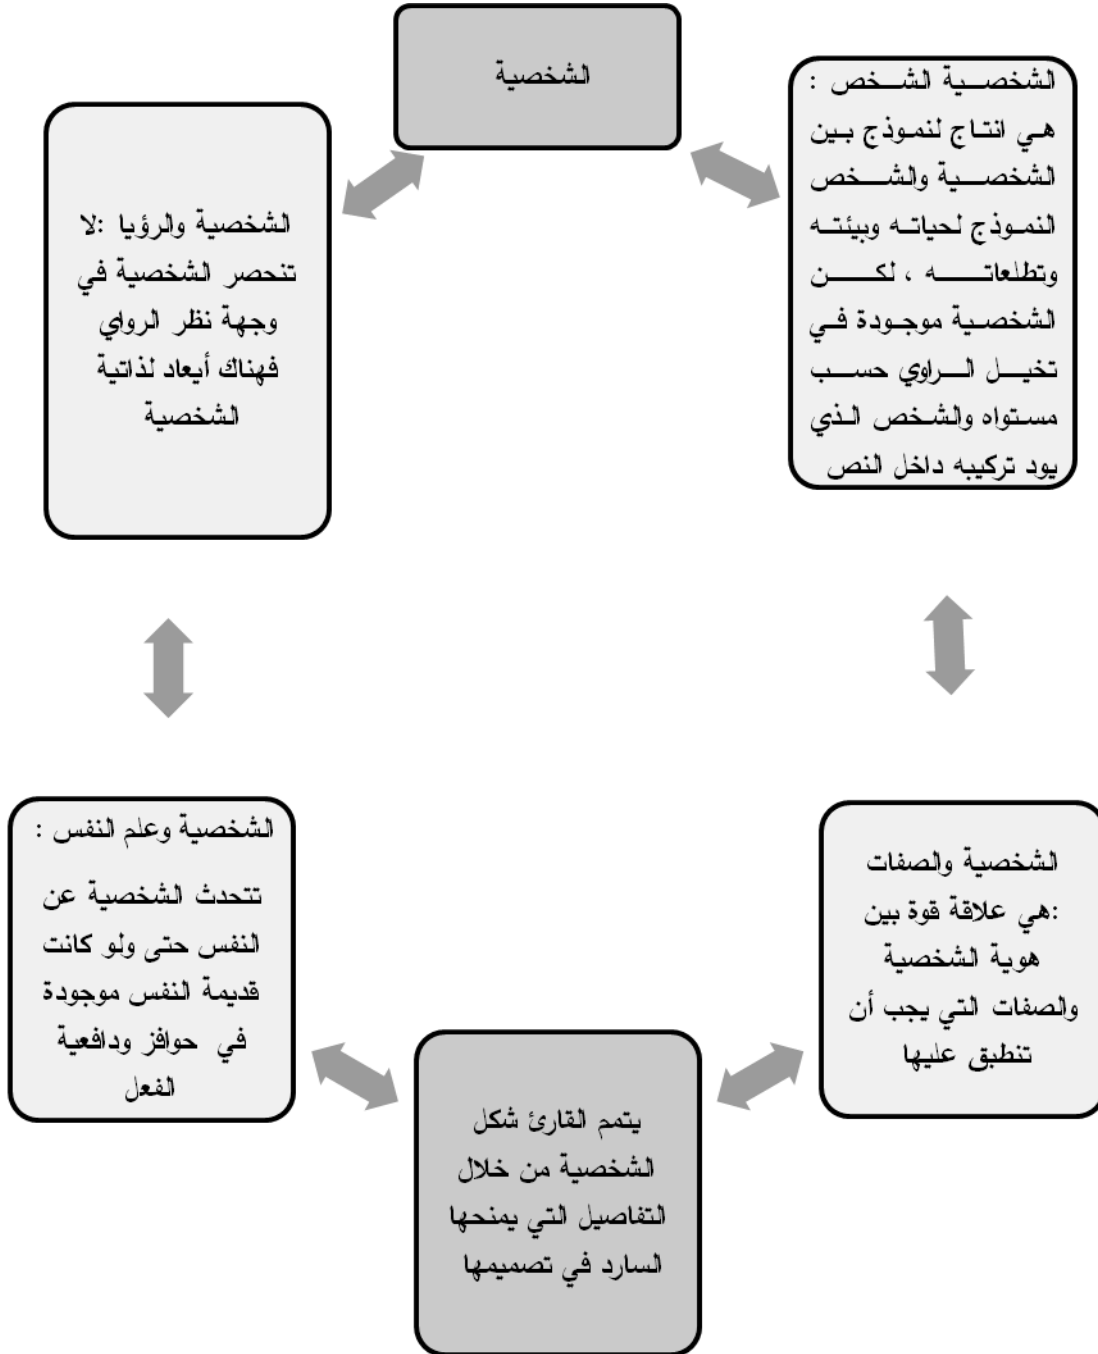 الشخصية
الشخصية الشخص :
هي انتاج لنموذج بين
الشخصية والشخص
النموذج لحياته وبيئته
وتطلعاته ، لكن
الشخصية موجودة في
تخيل الراوي حسب
مستواه والشخص الذي
يود تركيبه داخل النص
الشخصية والرؤيا :لا
تنحصر الشخصية في
وجهة نظر الرواي
فهناك أيعاد لذاتية
الشخصية
الشخصية والصفات
:هي علاقة قوة بين
هوية الشخصية
والصفات التي يجب أن
تنطبق عليها
الشخصية وعلم النفس :
تتحدث الشخصية عن
النفس حتى ولو كانت
قديمة النفس موجودة
في حوافز ودافعية
الفعل
يتمم القارئ شكل
الشخصية من خلال
التفاصيل التي يمنحها
السارد في تصميمها